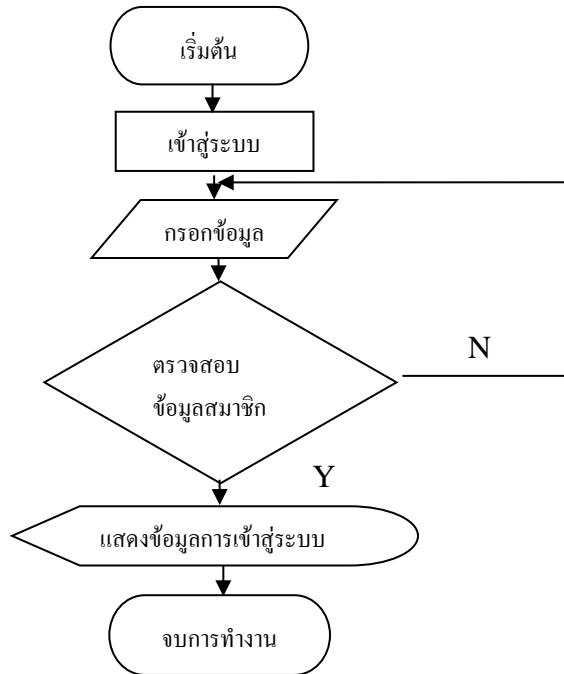 เริ่มต้น
เข้าสู่ระบบ
กรอกข้อมูล
ตรวจสอบ
ข้อมูลสมาชิก
N
Y
แสดงข้อมูลการเข้าสู่ระบบ
จบการทำงาน